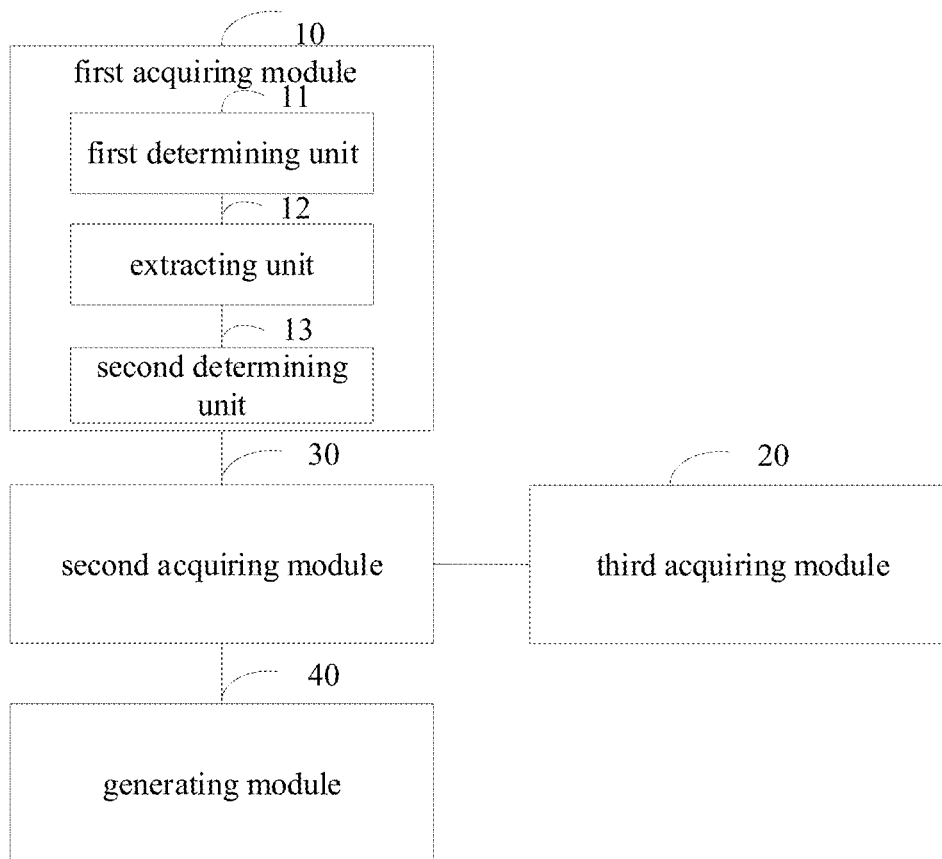 10
first acquiring module
11
first determining unit
12
extracting unit
13
second determining
unit
30
20
second acquiring module
third acquiring module
40
generating module